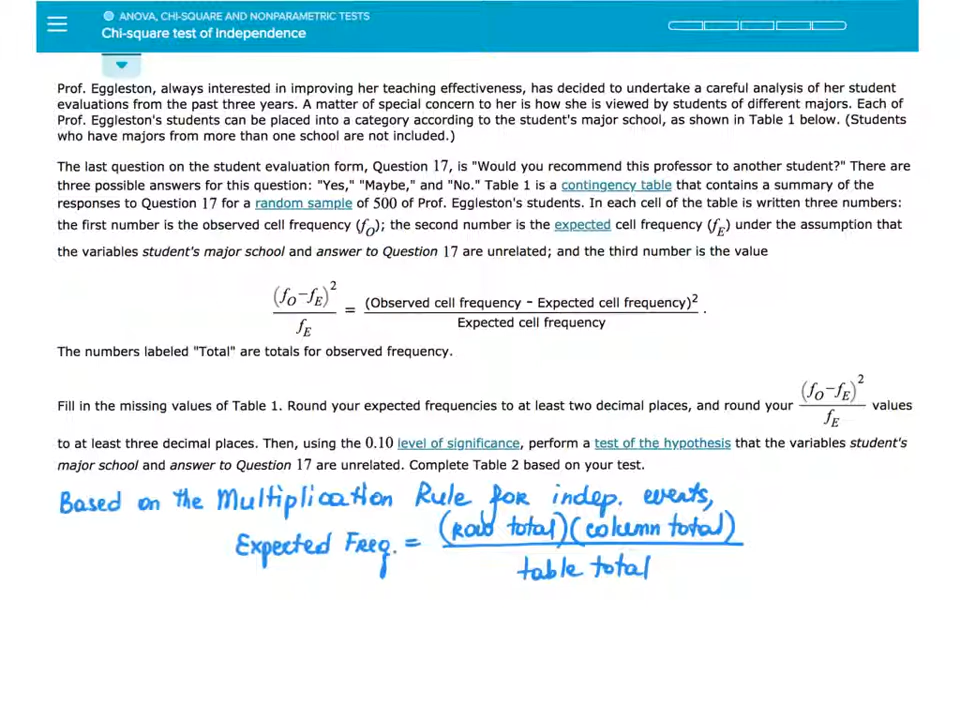 ANOVA, CHI-SQUARE AND NONPARAMETRIC TESTS
Chi-square test of Independence
Prof. Eggleston, always interested in improving her teaching effectiveness, has decided to undertake a careful analysis of her student
evaluations from the past three years. A matter of special concern to her is how she is viewed by students of different majors. Each of
Prof. Eggleston's students can be placed into a category according to the student's major school, as shown in Table 1 below. (Students
who have majors from more than one school are not included.)
The last question on the student evaluation form, Question 17, is "Would you recommend this professor to another student?" There are
three possible answers for this question: "Yes," "Maybe," and "No." Table 1 is a contingency table that contains a summary of the
responses to Question 17 for a random sample of 500 of Prof. Eggleston's students. In each cell of the table is written three numbers:
the first number is the observed cell frequency (f_O); the second number is the expected cell frequency (f_E) under the assumption that
the variables student's major school and answer to Question 17 are unrelated; and the third number is the value
(f_O−f_E)^2 / f_E = (Observed cell frequency - Expected cell frequency)^2 / Expected cell frequency .
The numbers labeled "Total" are totals for observed frequency.
Fill in the missing values of Table 1. Round your expected frequencies to at least two decimal places, and round your (f_O−f_E)^2 / f_E values
to at least three decimal places. Then, using the 0.10 level of significance, perform a test of the hypothesis that the variables student's
major school and answer to Question 17 are unrelated. Complete Table 2 based on your test.
Based on the Multiplication Rule for indep. events,
Expected Freq. = (Row total)(column total) / table total